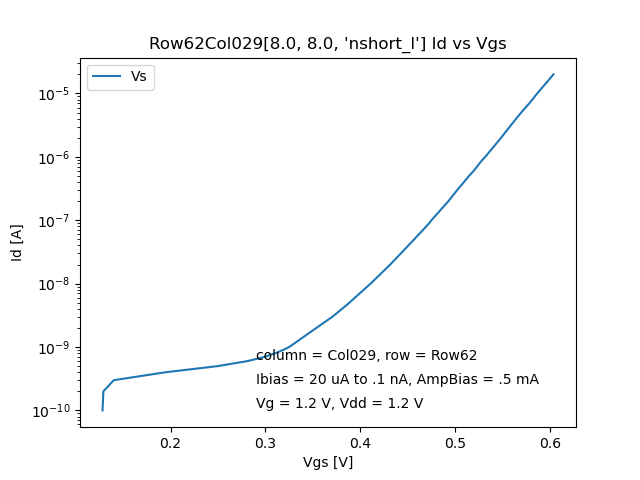 Row62Col029[8.0, 8.0, 'nshort_l'] Id vs Vgs
Vs
10⁻⁵
10⁻⁶
10⁻⁷
10⁻⁸
10⁻⁹
10⁻¹⁰
Id [A]
column = Col029, row = Row62
Ibias = 20 uA to .1 nA, AmpBias = .5 mA
Vg = 1.2 V, Vdd = 1.2 V
0.2 0.3 0.4 0.5 0.6
Vgs [V]